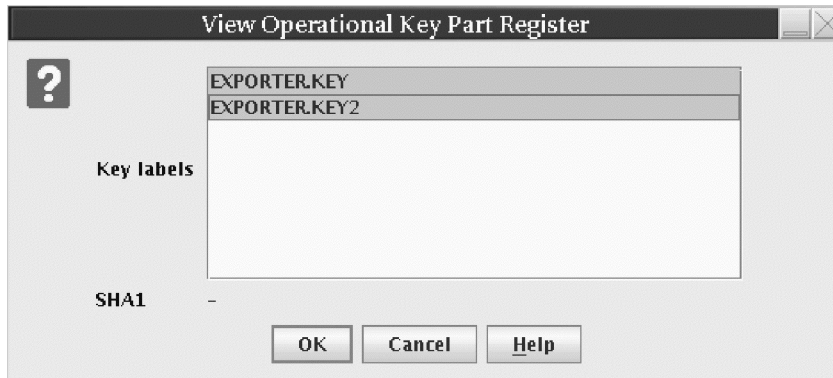 View Operational Key Part Register
?
EXPORTER.KEY
EXPORTER.KEY2
Key labels
SHA1 -
OK Cancel Help